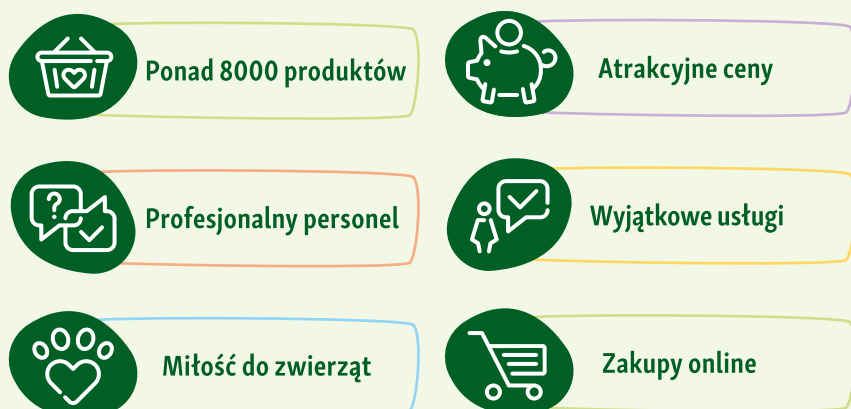 Ponad 8000 produktów
Atrakcyjne ceny
Profesjonalny personel
Wyjątkowe usługi
Miłość do zwierząt
Zakupy online